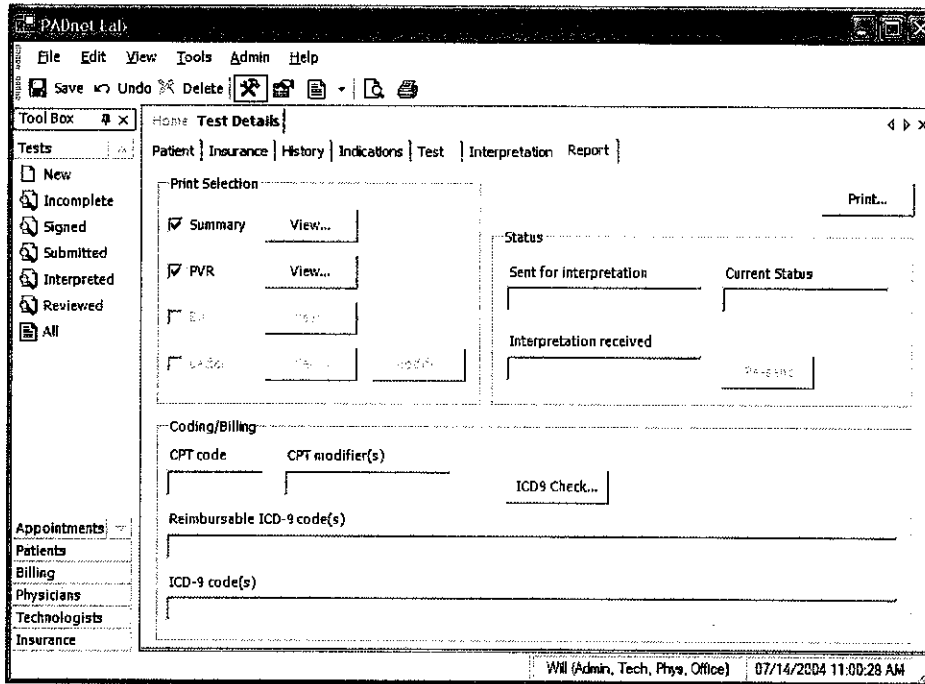 PADnet Lab
File Edit View Tools Admin Help
Save Undo Delete
Tool Box
Home Test Details
Tests
Patient Insurance History Indications Test Interpretation Report
New
Incomplete
Signed
Submitted
Interpreted
Reviewed
All
Print Selection
Print...
Summary View...
PVR View...
Status
Sent for interpretation Current Status
Interpretation received
Coding/Billing
CPT code CPT modifier(s)
ICD9 Check...
Reimbursable ICD-9 code(s)
ICD-9 code(s)
Appointments
Patients
Billing
Physicians
Technologists
Insurance
Will (Admin, Tech, Phys, Office) 07/14/2004 11:00:28 AM